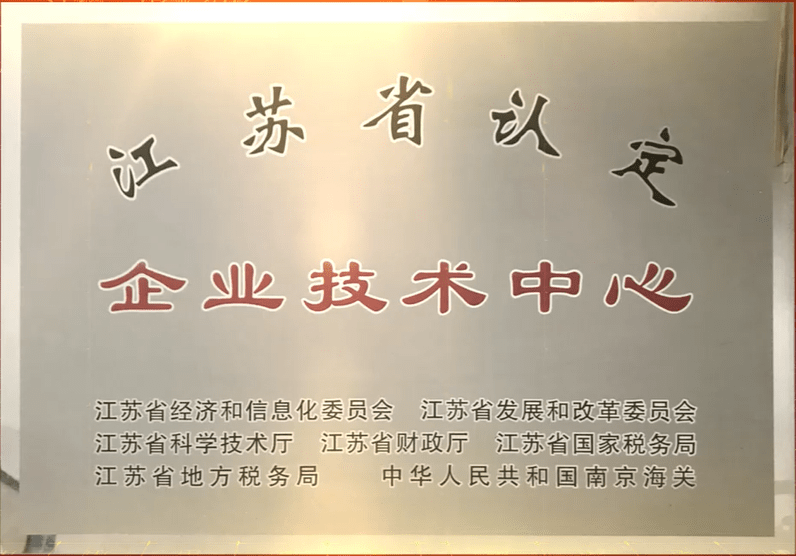 江苏省认定
企业技术中心
江苏省经济和信息化委员会 江苏省发展和改革委员会
江苏省科学技术厅 江苏省财政厅 江苏省国家税务局
江苏省地方税务局 中华人民共和国南京海关